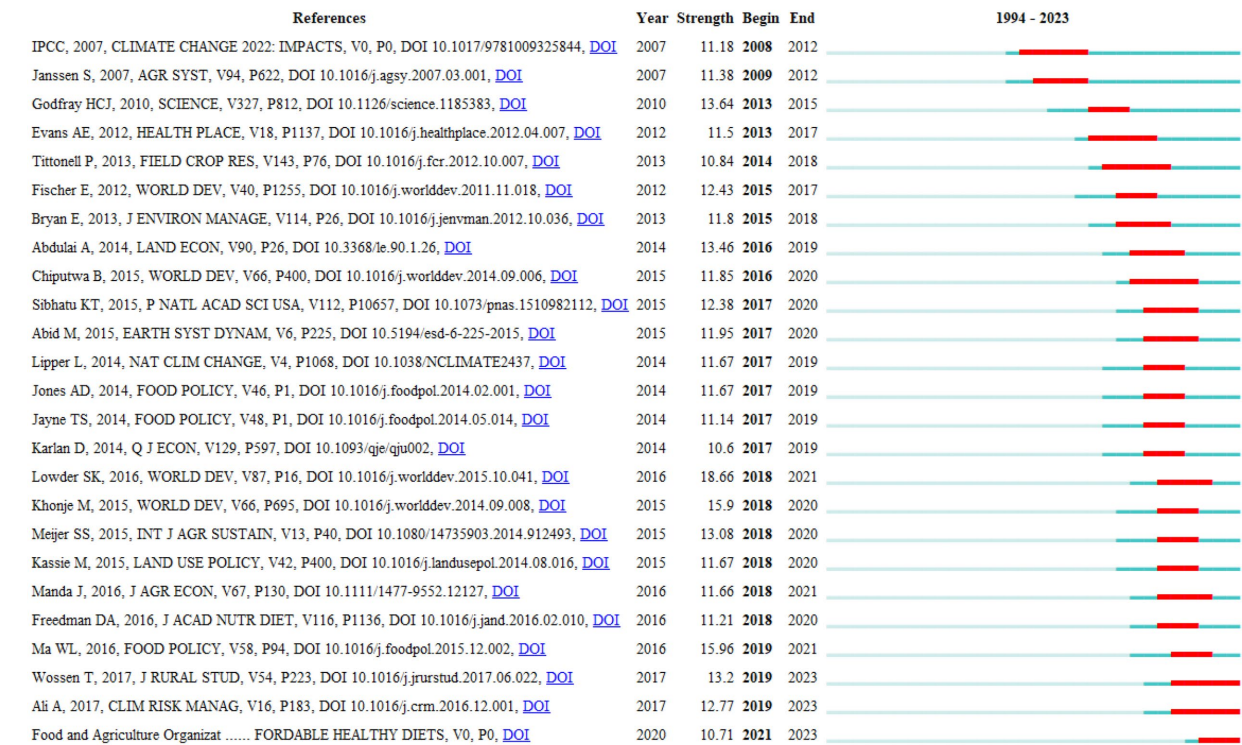 References Year Strength Begin End 1994 - 2023
IPCC, 2007, CLIMATE CHANGE 2022: IMPACTS, V0, P0, DOI 10.1017/9781009325844, DOI 2007 11.18 2008 2012
Janssen S, 2007, AGR SYST, V94, P622, DOI 10.1016/j.agsy.2007.03.001, DOI 2007 11.38 2009 2012
Godfray HCJ, 2010, SCIENCE, V327, P812, DOI 10.1126/science.1185383, DOI 2010 13.64 2013 2015
Evans AE, 2012, HEALTH PLACE, V18, P1137, DOI 10.1016/j.healthplace.2012.04.007, DOI 2012 11.5 2013 2017
Tittonell P, 2013, FIELD CROP RES, V143, P76, DOI 10.1016/j.fcr.2012.10.007, DOI 2013 10.84 2014 2018
Fischer E, 2012, WORLD DEV, V40, P1255, DOI 10.1016/j.worlddev.2011.11.018, DOI 2012 12.43 2015 2017
Bryan E, 2013, J ENVIRON MANAGE, V114, P26, DOI 10.1016/j.jenvman.2012.10.036, DOI 2013 11.8 2015 2018
Abdulai A, 2014, LAND ECON, V90, P26, DOI 10.3368/le.90.1.26, DOI 2014 13.46 2016 2019
Chiputwa B, 2015, WORLD DEV, V66, P400, DOI 10.1016/j.worlddev.2014.09.006, DOI 2015 11.85 2016 2020
Sibhatu KT, 2015, P NATL ACAD SCI USA, V112, P10657, DOI 10.1073/pnas.1510982112, DOI 2015 12.38 2017 2020
Abid M, 2015, EARTH SYST DYNAM, V6, P225, DOI 10.5194/esd-6-225-2015, DOI 2015 11.95 2017 2020
Lipper L, 2014, NAT CLIM CHANGE, V4, P1068, DOI 10.1038/NCLIMATE2437, DOI 2014 11.67 2017 2019
Jones AD, 2014, FOOD POLICY, V46, P1, DOI 10.1016/j.foodpol.2014.02.001, DOI 2014 11.67 2017 2019
Jayne TS, 2014, FOOD POLICY, V48, P1, DOI 10.1016/j.foodpol.2014.05.014, DOI 2014 11.14 2017 2019
Karlan D, 2014, Q J ECON, V129, P597, DOI 10.1093/qje/qju002, DOI 2014 10.6 2017 2019
Lowder SK, 2016, WORLD DEV, V87, P16, DOI 10.1016/j.worlddev.2015.10.041, DOI 2016 18.66 2018 2021
Khonje M, 2015, WORLD DEV, V66, P695, DOI 10.1016/j.worlddev.2014.09.008, DOI 2015 15.9 2018 2020
Meijer SS, 2015, INT J AGR SUSTAIN, V13, P40, DOI 10.1080/14735903.2014.912493, DOI 2015 13.08 2018 2020
Kassie M, 2015, LAND USE POLICY, V42, P400, DOI 10.1016/j.landusepol.2014.08.016, DOI 2015 11.67 2018 2020
Manda J, 2016, J AGR ECON, V67, P130, DOI 10.1111/1477-9552.12127, DOI 2016 11.66 2018 2021
Freedman DA, 2016, J ACAD NUTR DIET, V116, P1136, DOI 10.1016/j.jand.2016.02.010, DOI 2016 11.21 2018 2020
Ma WL, 2016, FOOD POLICY, V58, P94, DOI 10.1016/j.foodpol.2015.12.002, DOI 2016 15.96 2019 2021
Wossen T, 2017, J RURAL STUD, V54, P223, DOI 10.1016/j.jrurstud.2017.06.022, DOI 2017 13.2 2019 2023
Ali A, 2017, CLIM RISK MANAG, V16, P183, DOI 10.1016/j.crm.2016.12.001, DOI 2017 12.77 2019 2023
Food and Agriculture Organizat ...... FORDABLE HEALTHY DIETS, V0, P0, DOI 2020 10.71 2021 2023